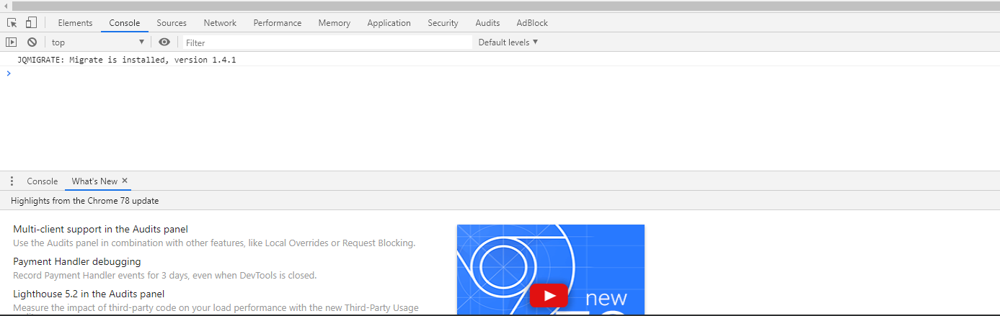 Elements Console Sources Network Performance Memory Application Security Audits AdBlock
top Filter Default levels
JQMIGRATE: Migrate is installed, version 1.4.1
Console What's New
Highlights from the Chrome 78 update
Multi-client support in the Audits panel
Use the Audits panel in combination with other features, like Local Overrides or Request Blocking.
Payment Handler debugging
Record Payment Handler events for 3 days, even when DevTools is closed.
Lighthouse 5.2 in the Audits panel
Measure the impact of third-party code on your load performance with the new Third-Party Usage
new